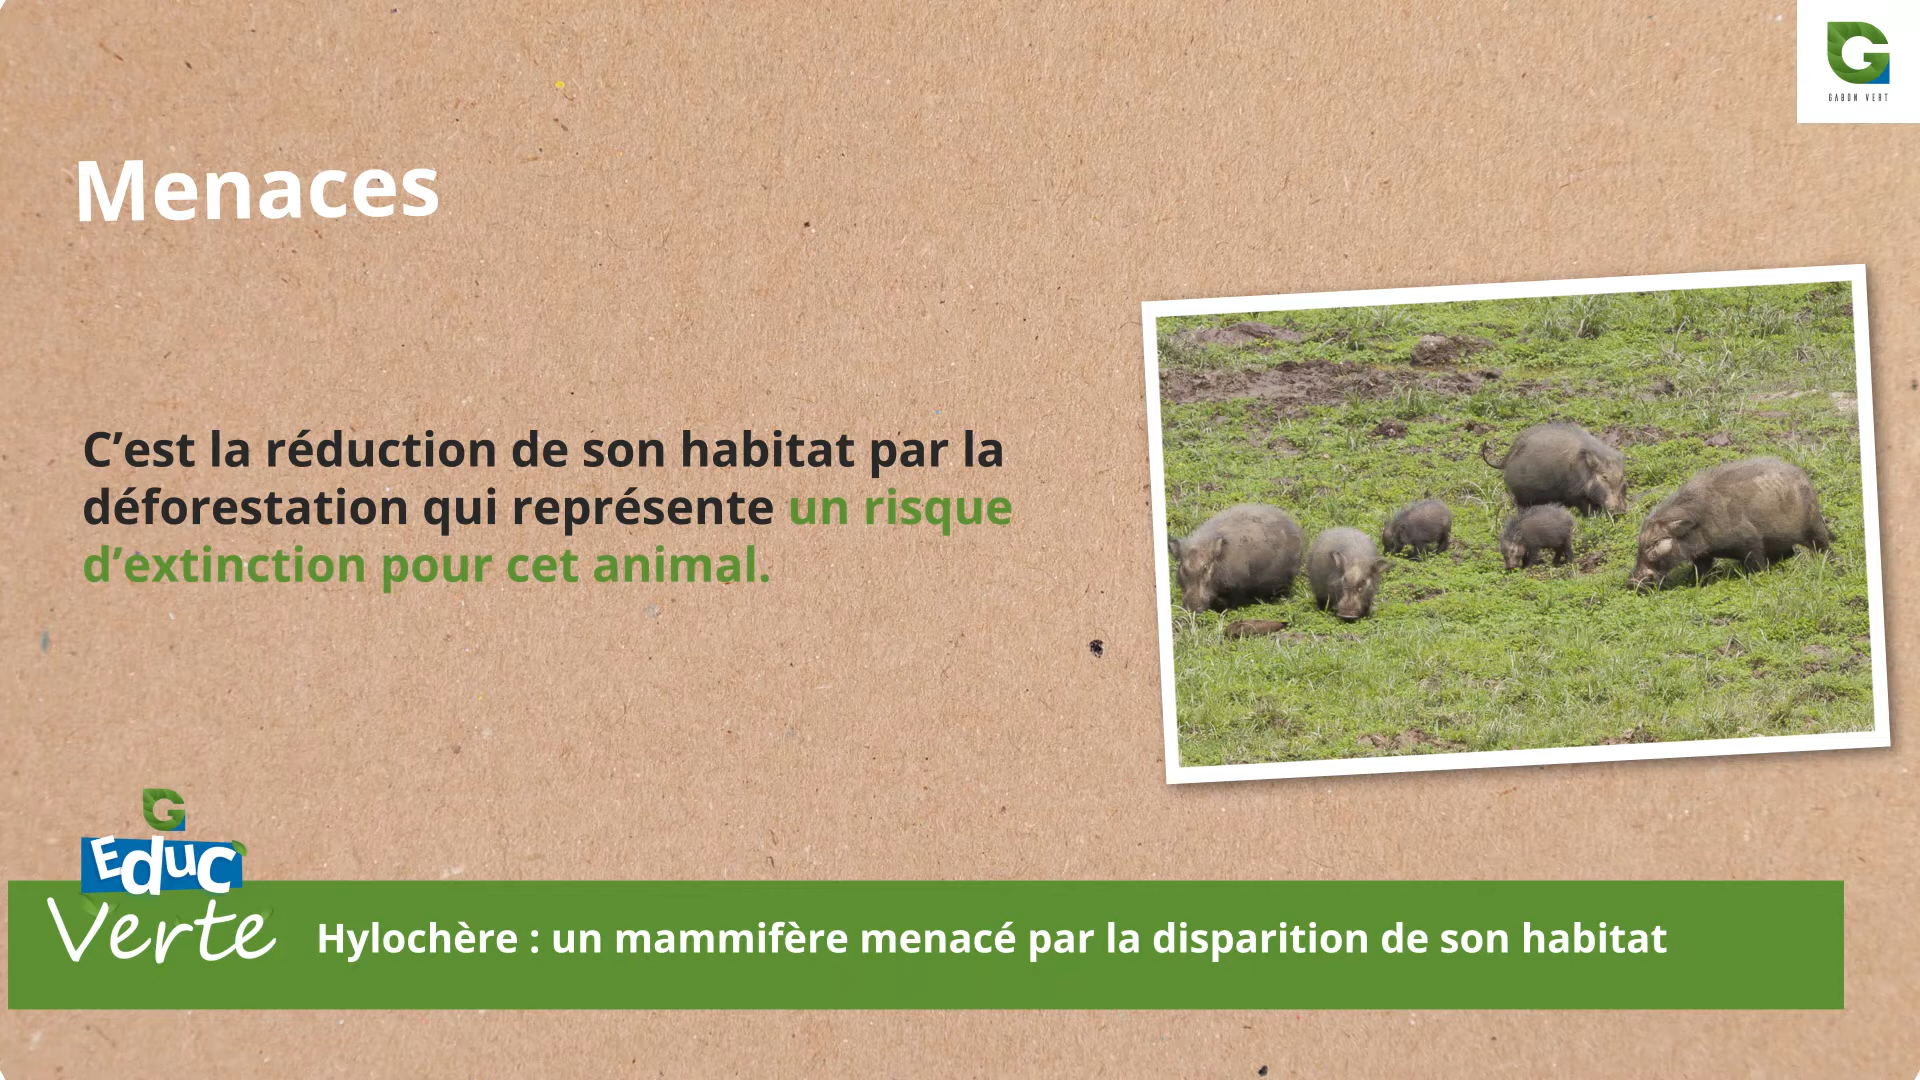 GABON VERT
Menaces
C’est la réduction de son habitat par la
déforestation qui représente un risque
d’extinction pour cet animal.
Educ
Verte
Hylochère : un mammifère menacé par la disparition de son habitat